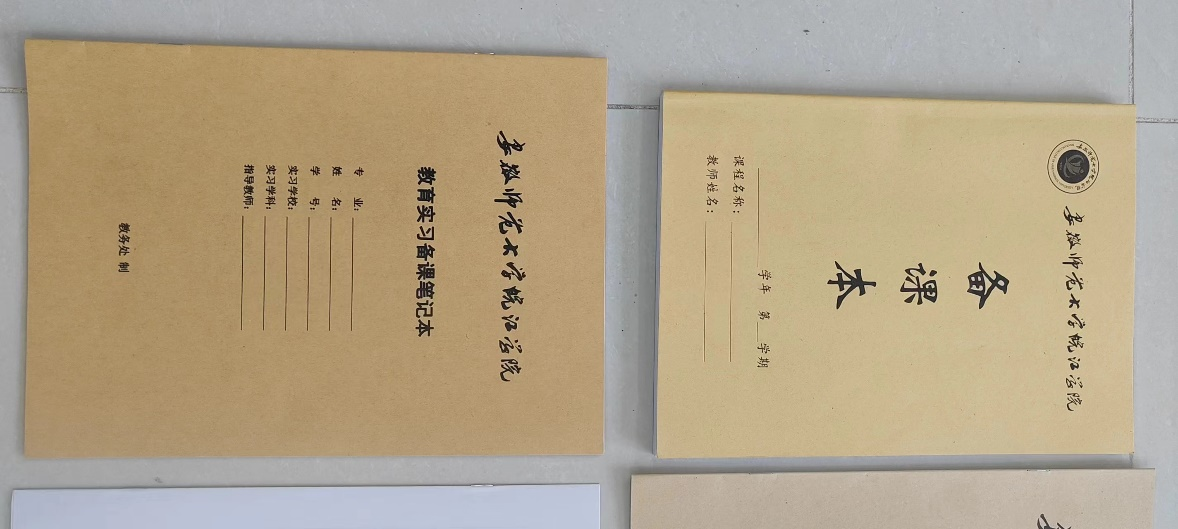 安徽师范大学皖江学院
教育实习备课笔记本
专 业:
姓 名:
学 号:
实习学校:
实习学科:
指导教师:
教务处 制
安徽师范大学皖江学院
备课本
学年 第 学期
课程名称:
教师姓名: